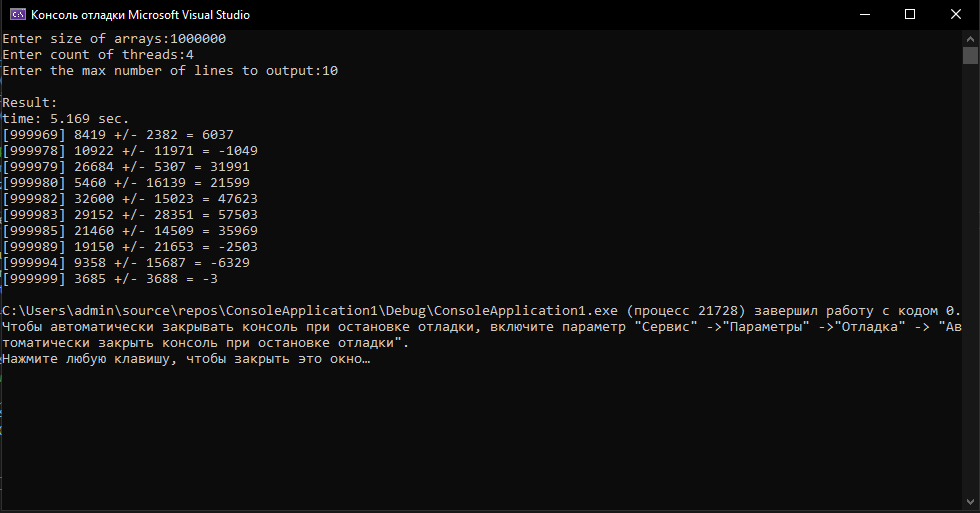 Консоль отладки Microsoft Visual Studio
Enter size of arrays:1000000
Enter count of threads:4
Enter the max number of lines to output:10
Result:
time: 5.169 sec.
[999969] 8419 +/- 2382 = 6037
[999978] 10922 +/- 11971 = -1049
[999979] 26684 +/- 5307 = 31991
[999980] 5460 +/- 16139 = 21599
[999982] 32600 +/- 15023 = 47623
[999983] 29152 +/- 28351 = 57503
[999985] 21460 +/- 14509 = 35969
[999989] 19150 +/- 21653 = -2503
[999994] 9358 +/- 15687 = -6329
[999999] 3685 +/- 3688 = -3
C:\Users\admin\source\repos\ConsoleApplication1\Debug\ConsoleApplication1.exe (процесс 21728) завершил работу с кодом 0.
Чтобы автоматически закрывать консоль при остановке отладки, включите параметр "Сервис" ->"Параметры" ->"Отладка" -> "Ав
томатически закрыть консоль при остановке отладки".
Нажмите любую клавишу, чтобы закрыть это окно…